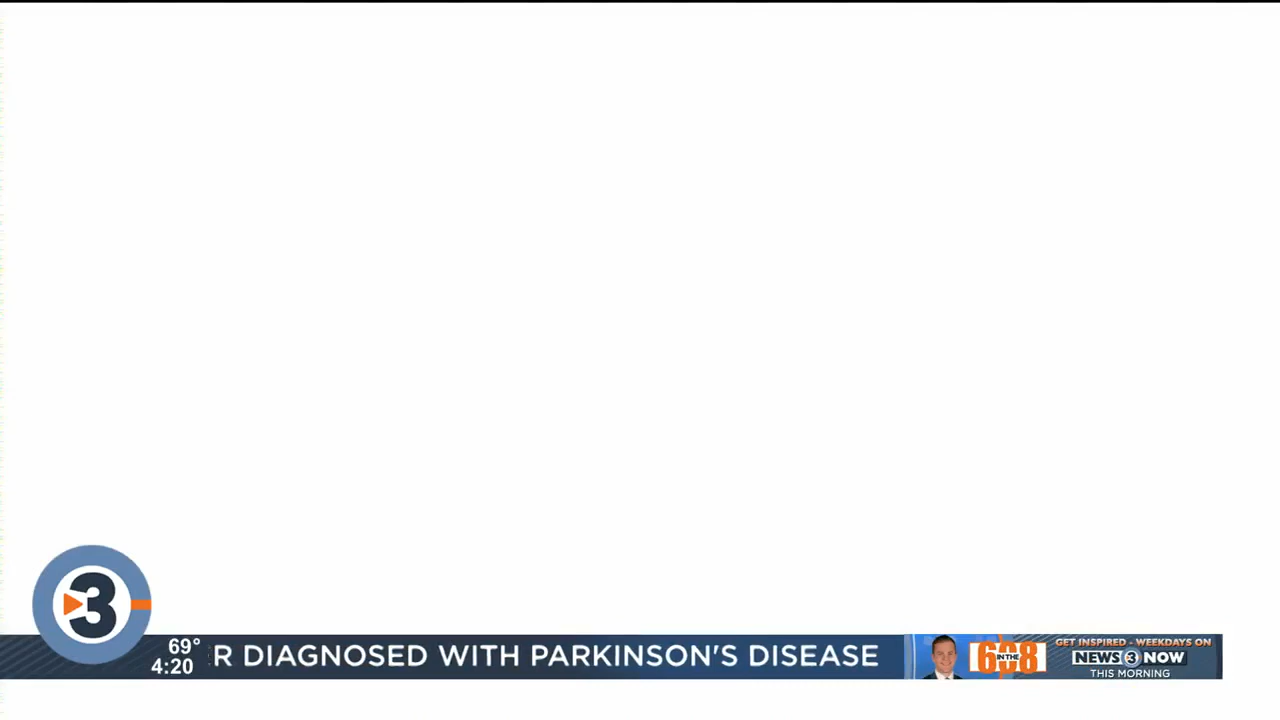 3
69°
4:20
R DIAGNOSED WITH PARKINSON'S DISEASE
IN THE
608
GET INSPIRED - WEEKDAYS ON
NEWS 3 NOW
THIS MORNING